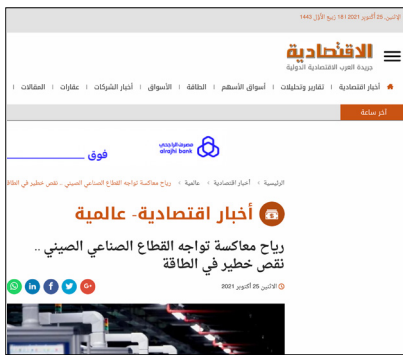 الإثنين، 25 أكتوبر 2021 | 18 ربيع الأول 1443
الاقتصادية
جريدة العرب الاقتصادية الدولية
أخبار اقتصادية | تقارير وتحليلات | أسواق الأسهم | الطاقة | الأسواق | أخبار الشركات | عقارات | المقالات |
آخر ساعة
مصرف الراجحي
alrajhi bank
فوق
الرئيسية › أخبار اقتصادية › عالمية › رياح معاكسة تواجه القطاع الصناعي الصيني .. نقص خطير في الطاقة
أخبار اقتصادية- عالمية
رياح معاكسة تواجه القطاع الصناعي الصيني ..
نقص خطير في الطاقة
الاثنين 25 أكتوبر 2021